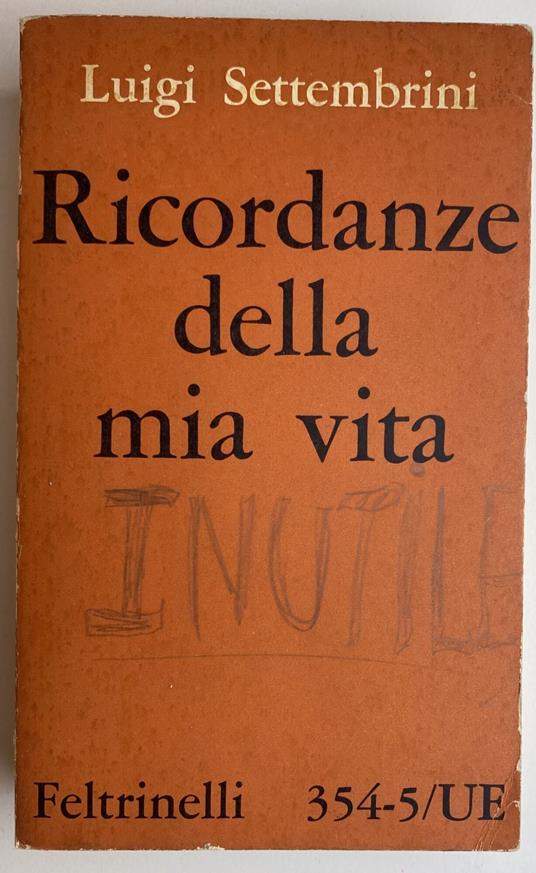 Luigi Settembrini
Ricordanze
della
mia vita
INUTILE
Feltrinelli 354-5/UE